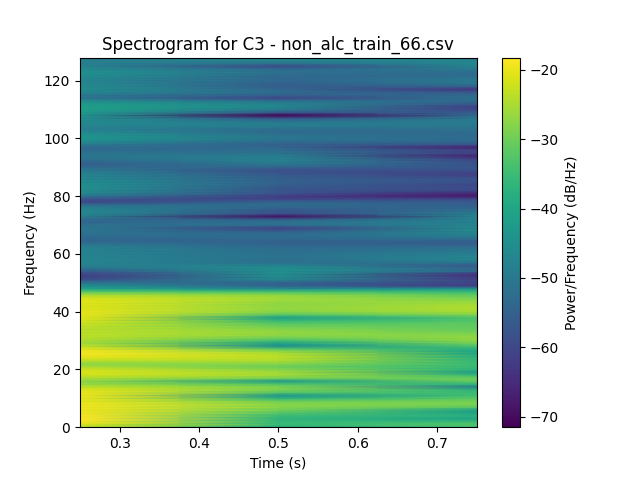 Spectrogram for C3 - non_alc_train_66.csv
Frequency (Hz)
120
100
80
60
40
20
0
0.3 0.4 0.5 0.6 0.7
Time (s)
−20
−30
−40
−50
−60
−70
Power/Frequency (dB/Hz)